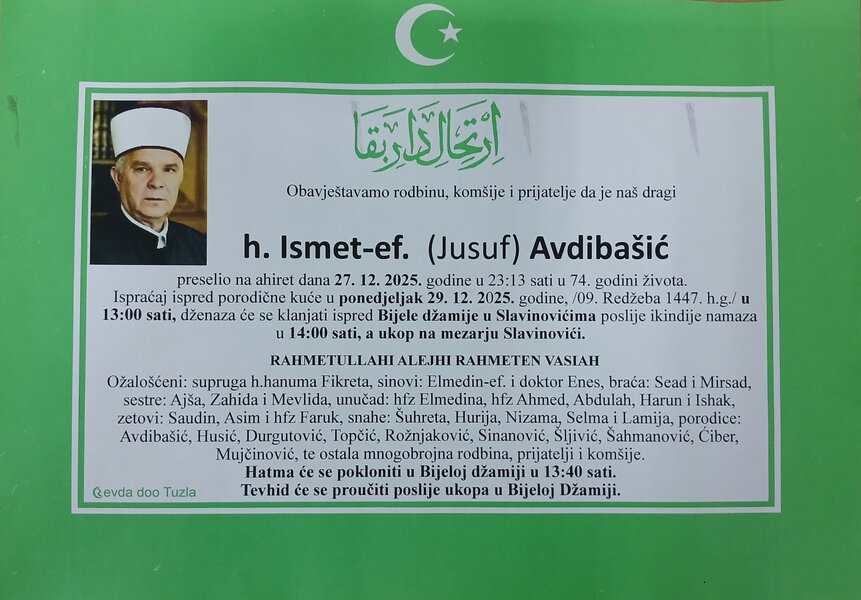 اِرْتِحَالِ دَارِ بَقَا
Obavještavamo rodbinu, komšije i prijatelje da je naš dragi
h. Ismet-ef. (Jusuf) Avdibašić
preselio na ahiret dana 27. 12. 2025. godine u 23:13 sati u 74. godini života.
Ispraćaj ispred porodične kuće u ponedjeljak 29. 12. 2025. godine, /09. Redžeba 1447. h.g./ u
13:00 sati, dženaza će se klanjati ispred Bijele džamije u Slavinovićima poslije ikindije namaza
u 14:00 sati, a ukop na mezarju Slavinovići.
RAHMETULLAHI ALEJHI RAHMETEN VASIAH
Ožalošćeni: supruga h.hanuma Fikreta, sinovi: Elmedin-ef. i doktor Enes, braća: Sead i Mirsad,
sestre: Ajša, Zahida i Mevlida, unučad: hfz Elmedina, hfz Ahmed, Abdulah, Harun i Ishak,
zetovi: Saudin, Asim i hfz Faruk, snahe: Šuhreta, Hurija, Nizama, Selma i Lamija, porodice:
Avdibašić, Husić, Durgutović, Topčić, Rožnjaković, Sinanović, Šljivić, Šahmanović, Ćiber,
Mujčinović, te ostala mnogobrojna rodbina, prijatelji i komšije.
Hatma će se pokloniti u Bijeloj džamiji u 13:40 sati.
Tevhid će se proučiti poslije ukopa u Bijeloj Džamiji.
evda doo Tuzla